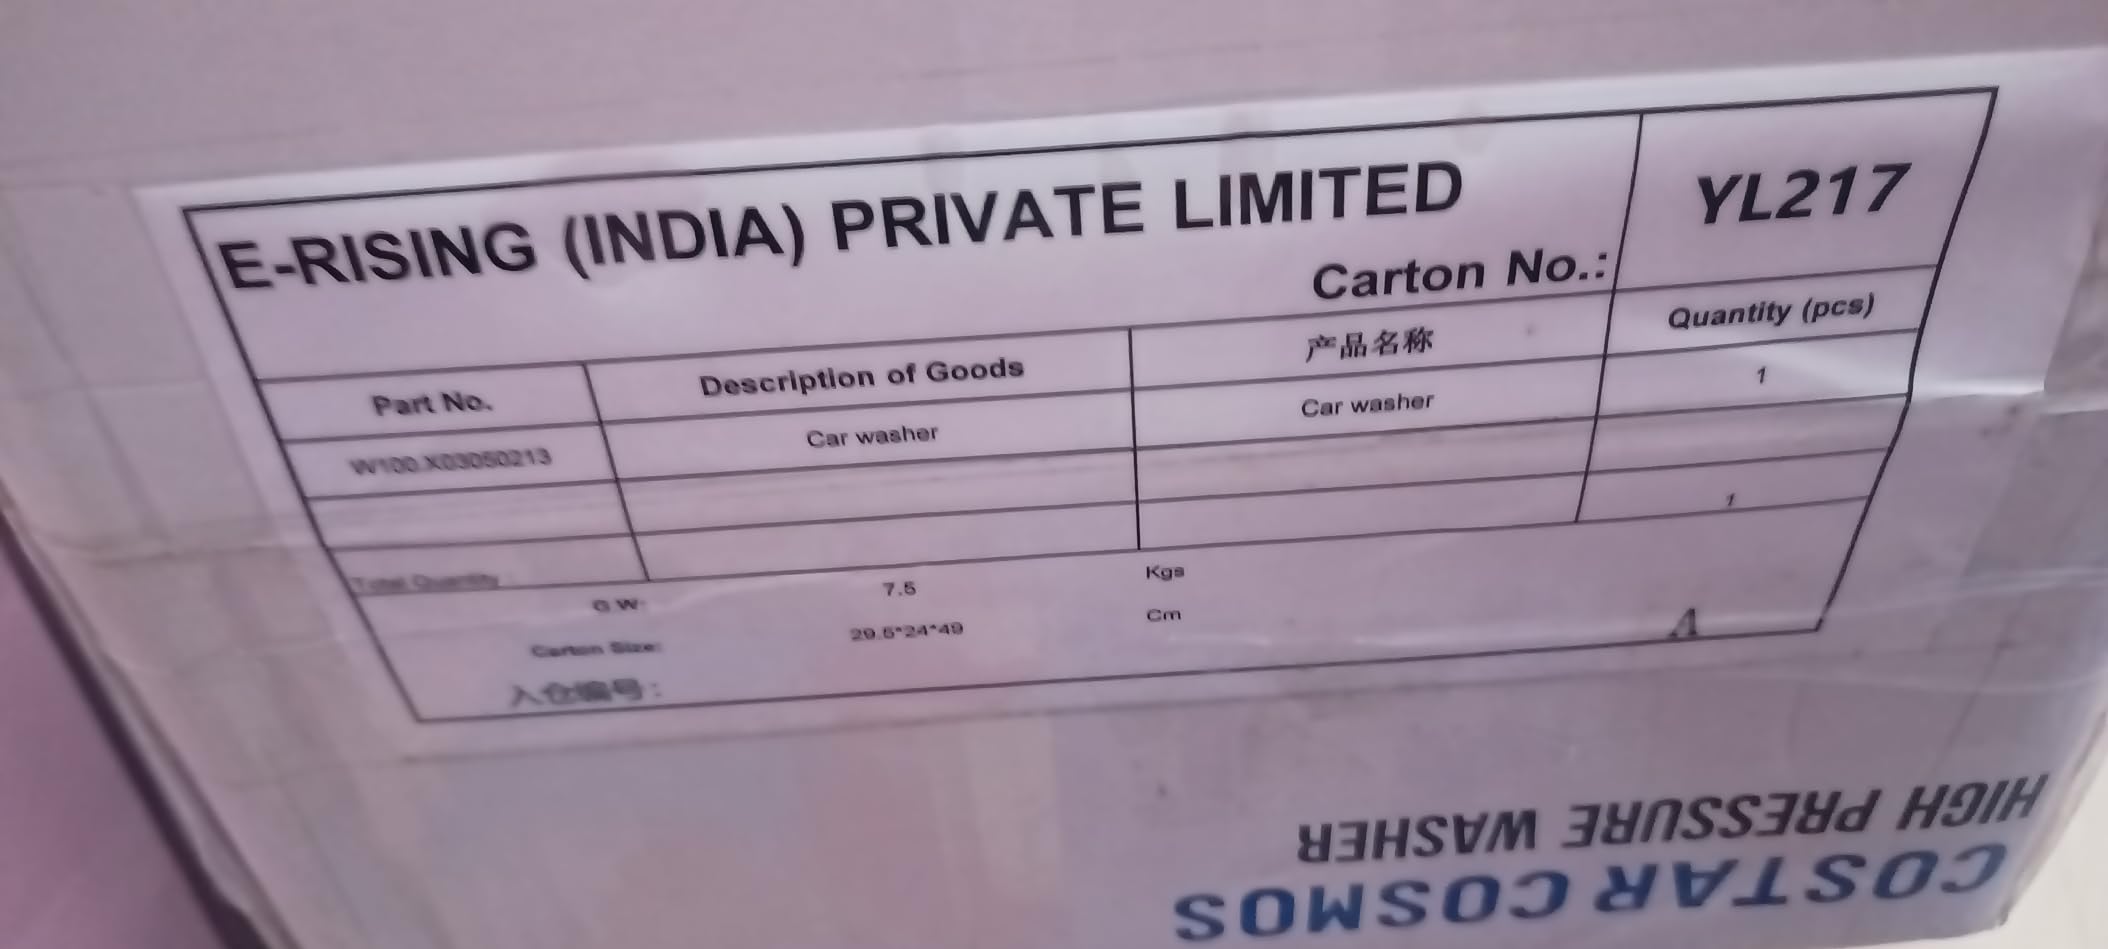 E-RISING (INDIA) PRIVATE LIMITED
Carton No.: YL217
Part No. Description of Goods 产品名称 Quantity (pcs)
W100.X03050213 Car washer Car washer 1
Total Quantity : 1
G.W: 7.5 Kgs
Carton Size: 29.5*24*49 Cm
入仓编号: A
COSTAR COSMOS
HIGH PRESSURE WASHER